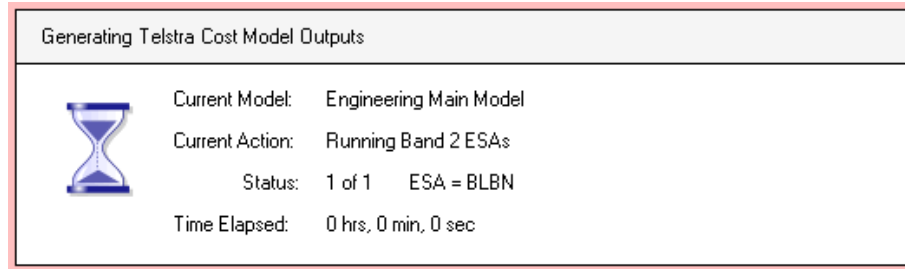 Generating Telstra Cost Model Outputs
Current Model: Engineering Main Model
Current Action: Running Band 2 ESAs
Status: 1 of 1 ESA = BLBN
Time Elapsed: 0 hrs, 0 min, 0 sec